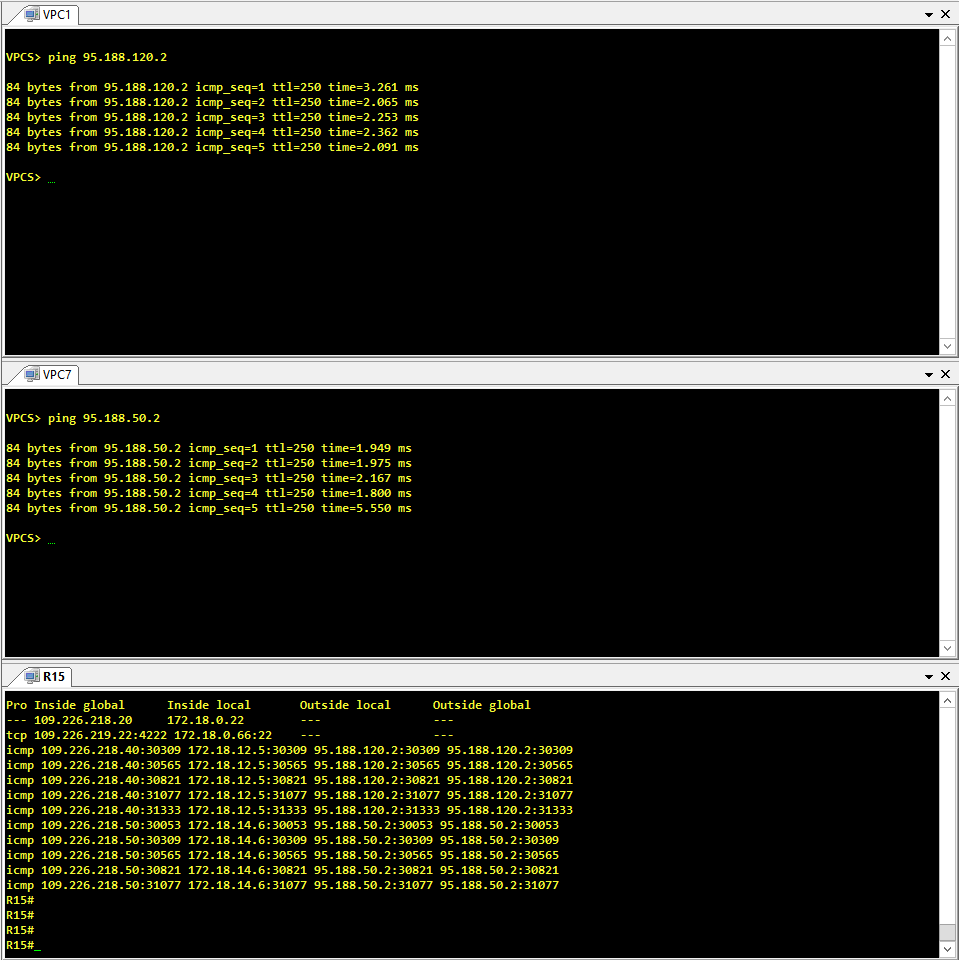 VPC1
VPCS> ping 95.188.120.2
84 bytes from 95.188.120.2 icmp_seq=1 ttl=250 time=3.261 ms
84 bytes from 95.188.120.2 icmp_seq=2 ttl=250 time=2.065 ms
84 bytes from 95.188.120.2 icmp_seq=3 ttl=250 time=2.253 ms
84 bytes from 95.188.120.2 icmp_seq=4 ttl=250 time=2.362 ms
84 bytes from 95.188.120.2 icmp_seq=5 ttl=250 time=2.091 ms
VPCS> _
VPC7
VPCS> ping 95.188.50.2
84 bytes from 95.188.50.2 icmp_seq=1 ttl=250 time=1.949 ms
84 bytes from 95.188.50.2 icmp_seq=2 ttl=250 time=1.975 ms
84 bytes from 95.188.50.2 icmp_seq=3 ttl=250 time=2.167 ms
84 bytes from 95.188.50.2 icmp_seq=4 ttl=250 time=1.800 ms
84 bytes from 95.188.50.2 icmp_seq=5 ttl=250 time=5.550 ms
VPCS> _
R15
Pro Inside global      Inside local       Outside local      Outside global
--- 109.226.218.20     172.18.0.22        ---                ---
tcp 109.226.219.22:4222 172.18.0.66:22    ---                ---
icmp 109.226.218.40:30309 172.18.12.5:30309 95.188.120.2:30309 95.188.120.2:30309
icmp 109.226.218.40:30565 172.18.12.5:30565 95.188.120.2:30565 95.188.120.2:30565
icmp 109.226.218.40:30821 172.18.12.5:30821 95.188.120.2:30821 95.188.120.2:30821
icmp 109.226.218.40:31077 172.18.12.5:31077 95.188.120.2:31077 95.188.120.2:31077
icmp 109.226.218.40:31333 172.18.12.5:31333 95.188.120.2:31333 95.188.120.2:31333
icmp 109.226.218.50:30053 172.18.14.6:30053 95.188.50.2:30053 95.188.50.2:30053
icmp 109.226.218.50:30309 172.18.14.6:30309 95.188.50.2:30309 95.188.50.2:30309
icmp 109.226.218.50:30565 172.18.14.6:30565 95.188.50.2:30565 95.188.50.2:30565
icmp 109.226.218.50:30821 172.18.14.6:30821 95.188.50.2:30821 95.188.50.2:30821
icmp 109.226.218.50:31077 172.18.14.6:31077 95.188.50.2:31077 95.188.50.2:31077
R15#
R15#
R15#
R15#_